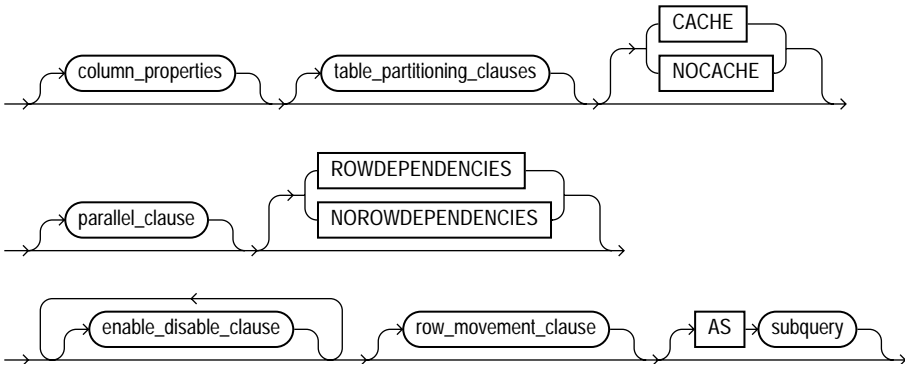 CACHE
column_properties table_partitioning_clauses NOCACHE
ROWDEPENDENCIES
parallel_clause NOROWDEPENDENCIES
enable_disable_clause row_movement_clause AS subquery